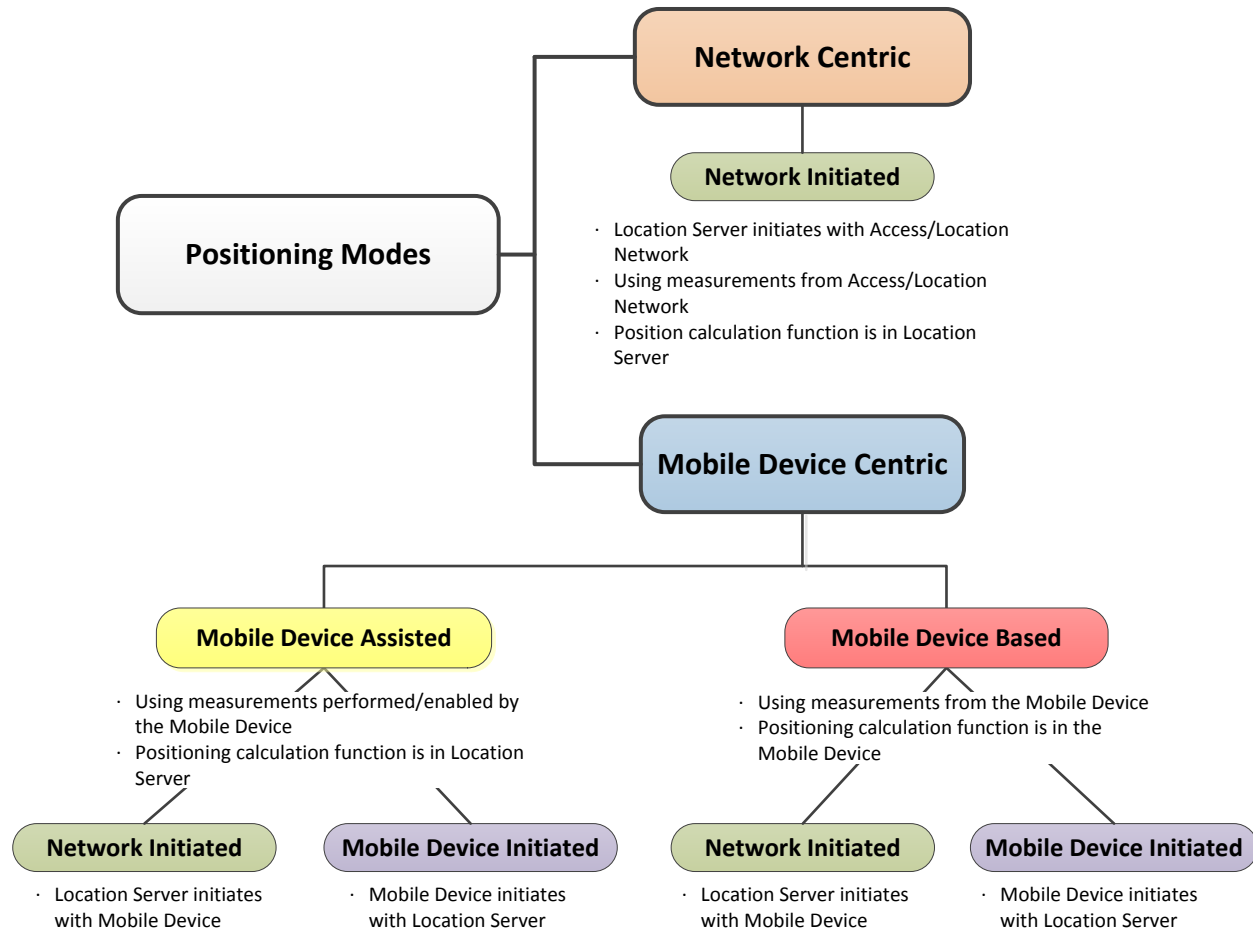 Network Centric
Network Initiated
· Location Server initiates with Access/Location
Network
· Using measurements from Access/Location
Network
· Position calculation function is in Location
Server
Positioning Modes
Mobile Device Centric
Mobile Device Assisted
· Using measurements performed/enabled by
the Mobile Device
· Positioning calculation function is in Location
Server
Mobile Device Based
· Using measurements from the Mobile Device
· Positioning calculation function is in the
Mobile Device
Network Initiated
· Location Server initiates
with Mobile Device
Mobile Device Initiated
· Mobile Device initiates
with Location Server
Network Initiated
· Location Server initiates
with Mobile Device
Mobile Device Initiated
· Mobile Device initiates
with Location Server